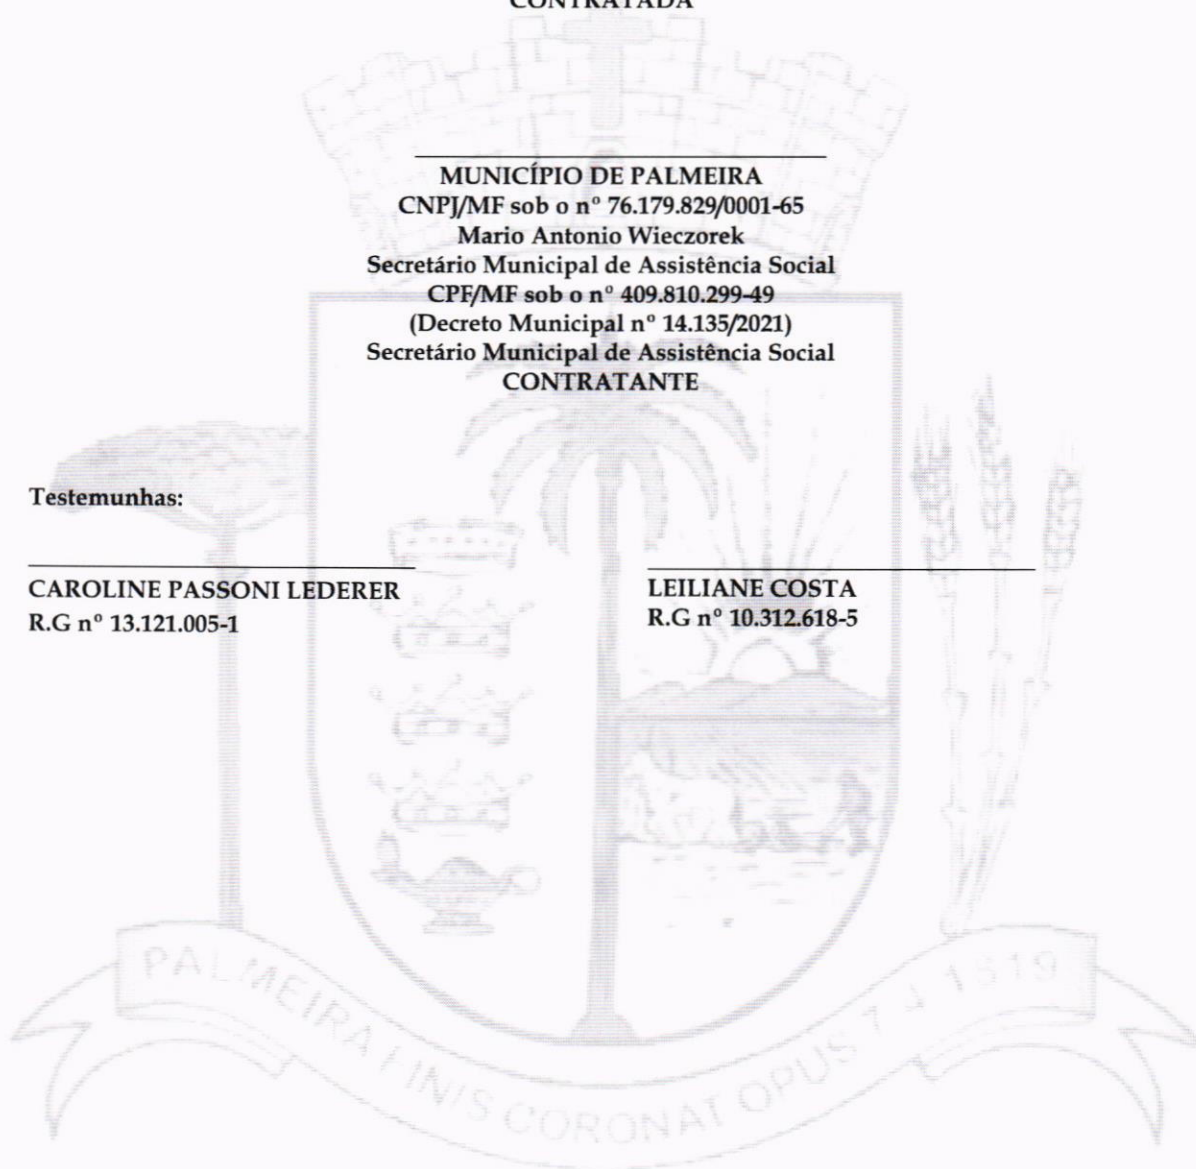 CONTRATADA
MUNICÍPIO DE PALMEIRA
CNPJ/MF sob o nº 76.179.829/0001-65
Mario Antonio Wieczorek
Secretário Municipal de Assistência Social
CPF/MF sob o nº 409.810.299-49
(Decreto Municipal nº 14.135/2021)
Secretário Municipal de Assistência Social
CONTRATANTE
Testemunhas:
CAROLINE PASSONI LEDERER
R.G nº 13.121.005-1
LEILIANE COSTA
R.G nº 10.312.618-5
PALMEIRA FINIS CORONAT OPUS 7 4 1819